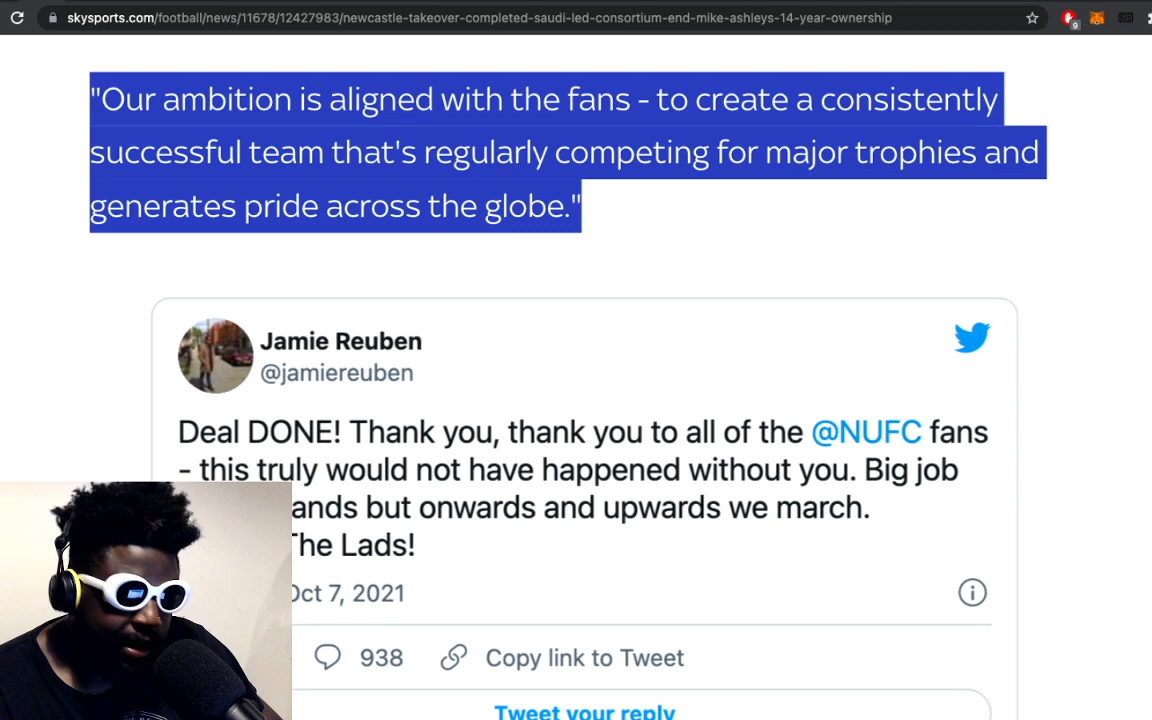 skysports.com/football/news/11678/12427983/newcastle-takeover-completed-saudi-led-consortium-end-mike-ashleys-14-year-ownership
9
"Our ambition is aligned with the fans - to create a consistently
successful team that's regularly competing for major trophies and
generates pride across the globe."
Jamie Reuben
@jamiereuben
Deal DONE! Thank you, thank you to all of the @NUFC fans
- this truly would not have happened without you. Big job
ands but onwards and upwards we march.
The Lads!
Oct 7, 2021
938 Copy link to Tweet
Tweet your reply